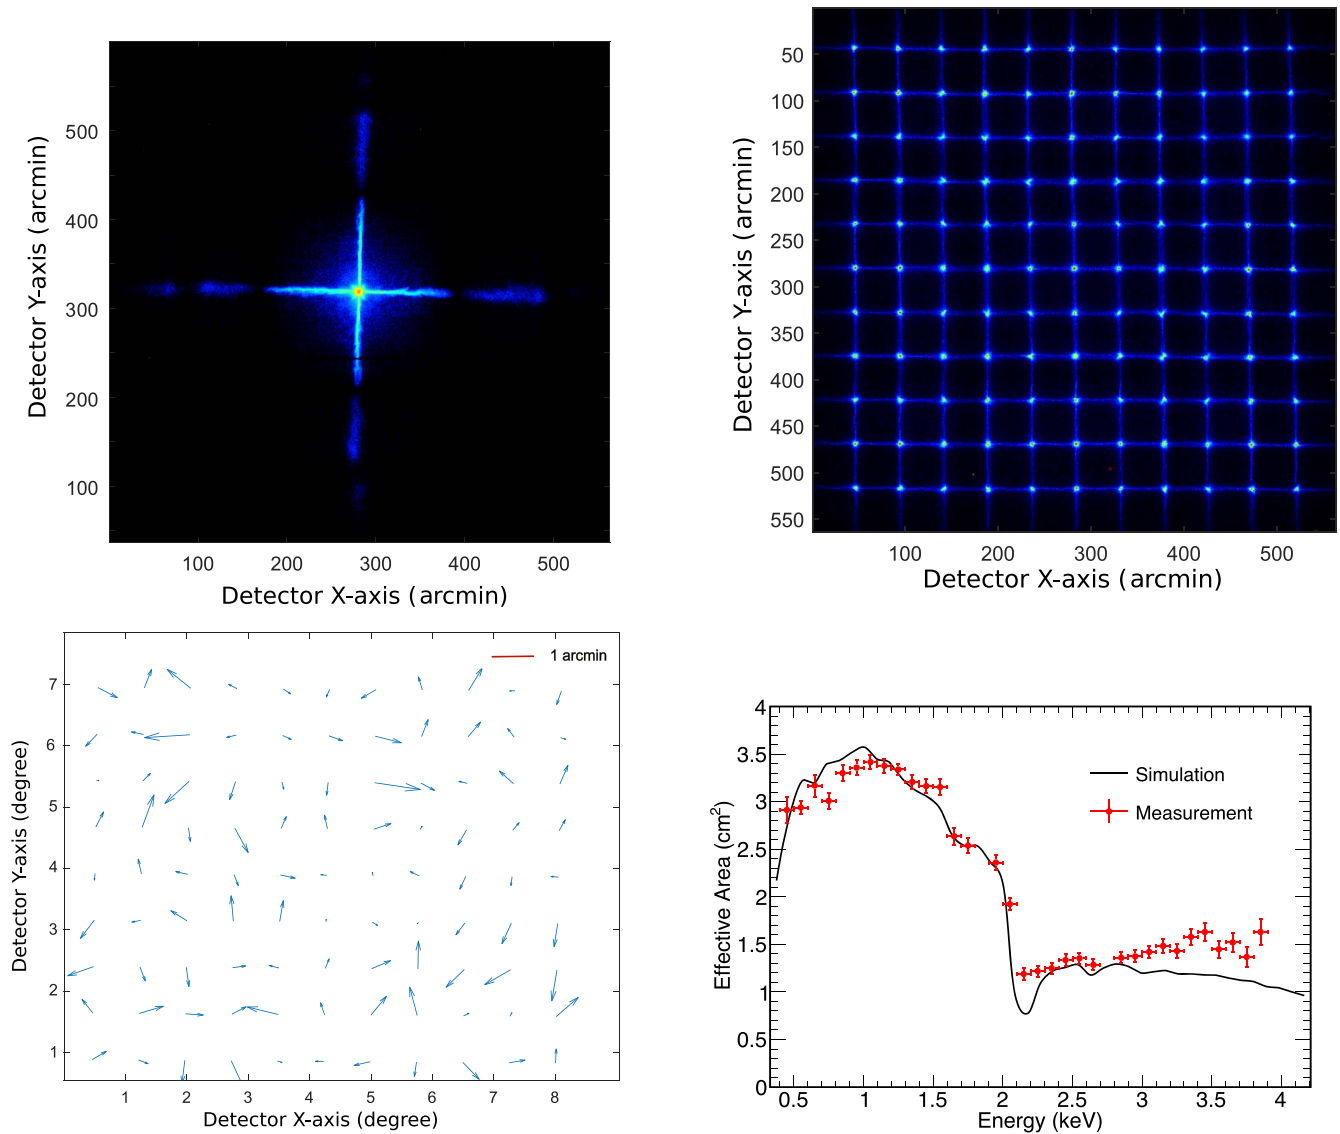 Detector Y-axis (arcmin)
500
400
300
200
100
100 200 300 400 500
Detector X-axis (arcmin)
Detector Y-axis (arcmin)
50
100
150
200
250
300
350
400
450
500
550
100 200 300 400 500
Detector X-axis (arcmin)
Detector Y-axis (degree)
1 arcmin
7
6
5
4
3
2
1
1 2 3 4 5 6 7 8
Detector X-axis (degree)
Effective Area (cm²)
4
3.5
3
2.5
2
1.5
1
0.5
0
Simulation
Measurement
0.5 1 1.5 2 2.5 3 3.5 4
Energy (keV)